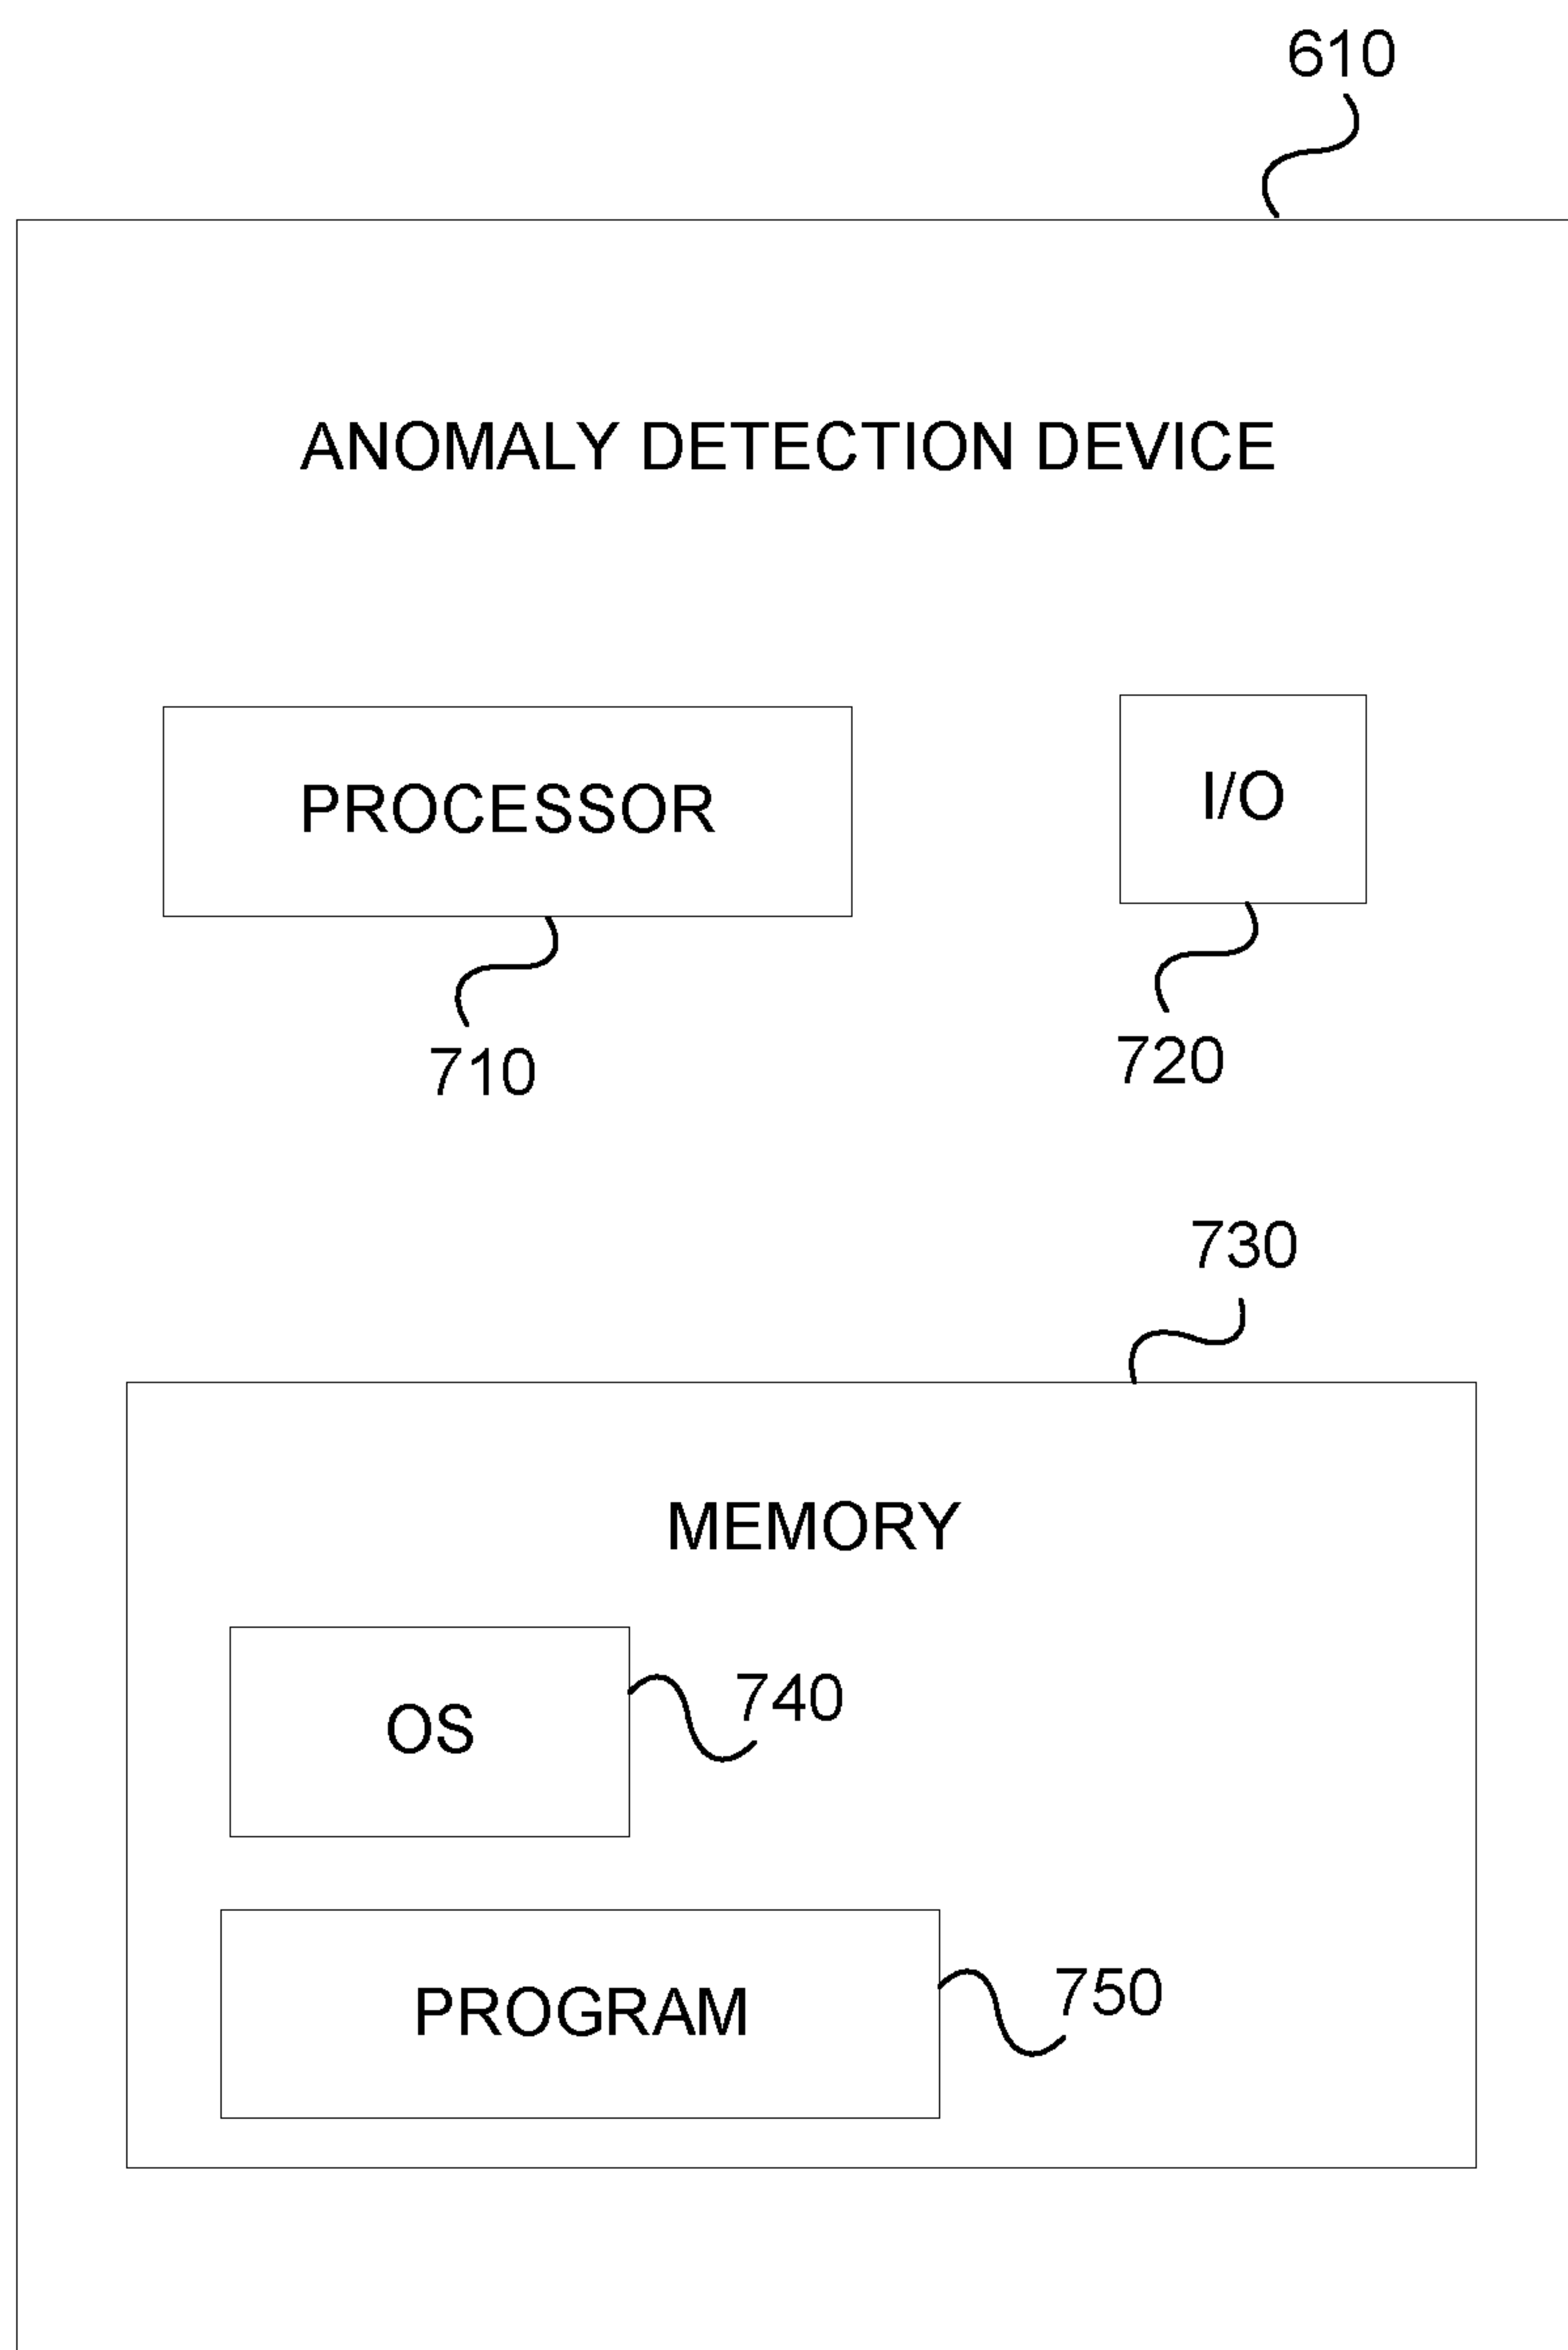 610
ANOMALY DETECTION DEVICE
PROCESSOR
I/O
710
720
730
MEMORY
OS
740
PROGRAM
750